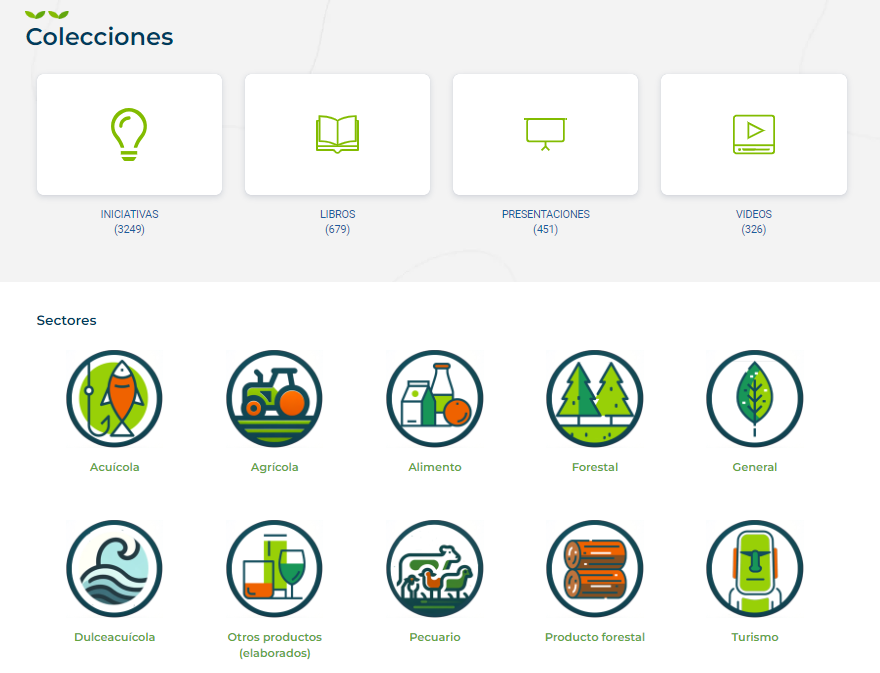 Colecciones
INICIATIVAS
(3249)
LIBROS
(679)
PRESENTACIONES
(451)
VIDEOS
(326)
Sectores
Acuícola
Agrícola
Alimento
Forestal
General
Dulceacuícola
Otros productos
(elaborados)
Pecuario
Producto forestal
Turismo